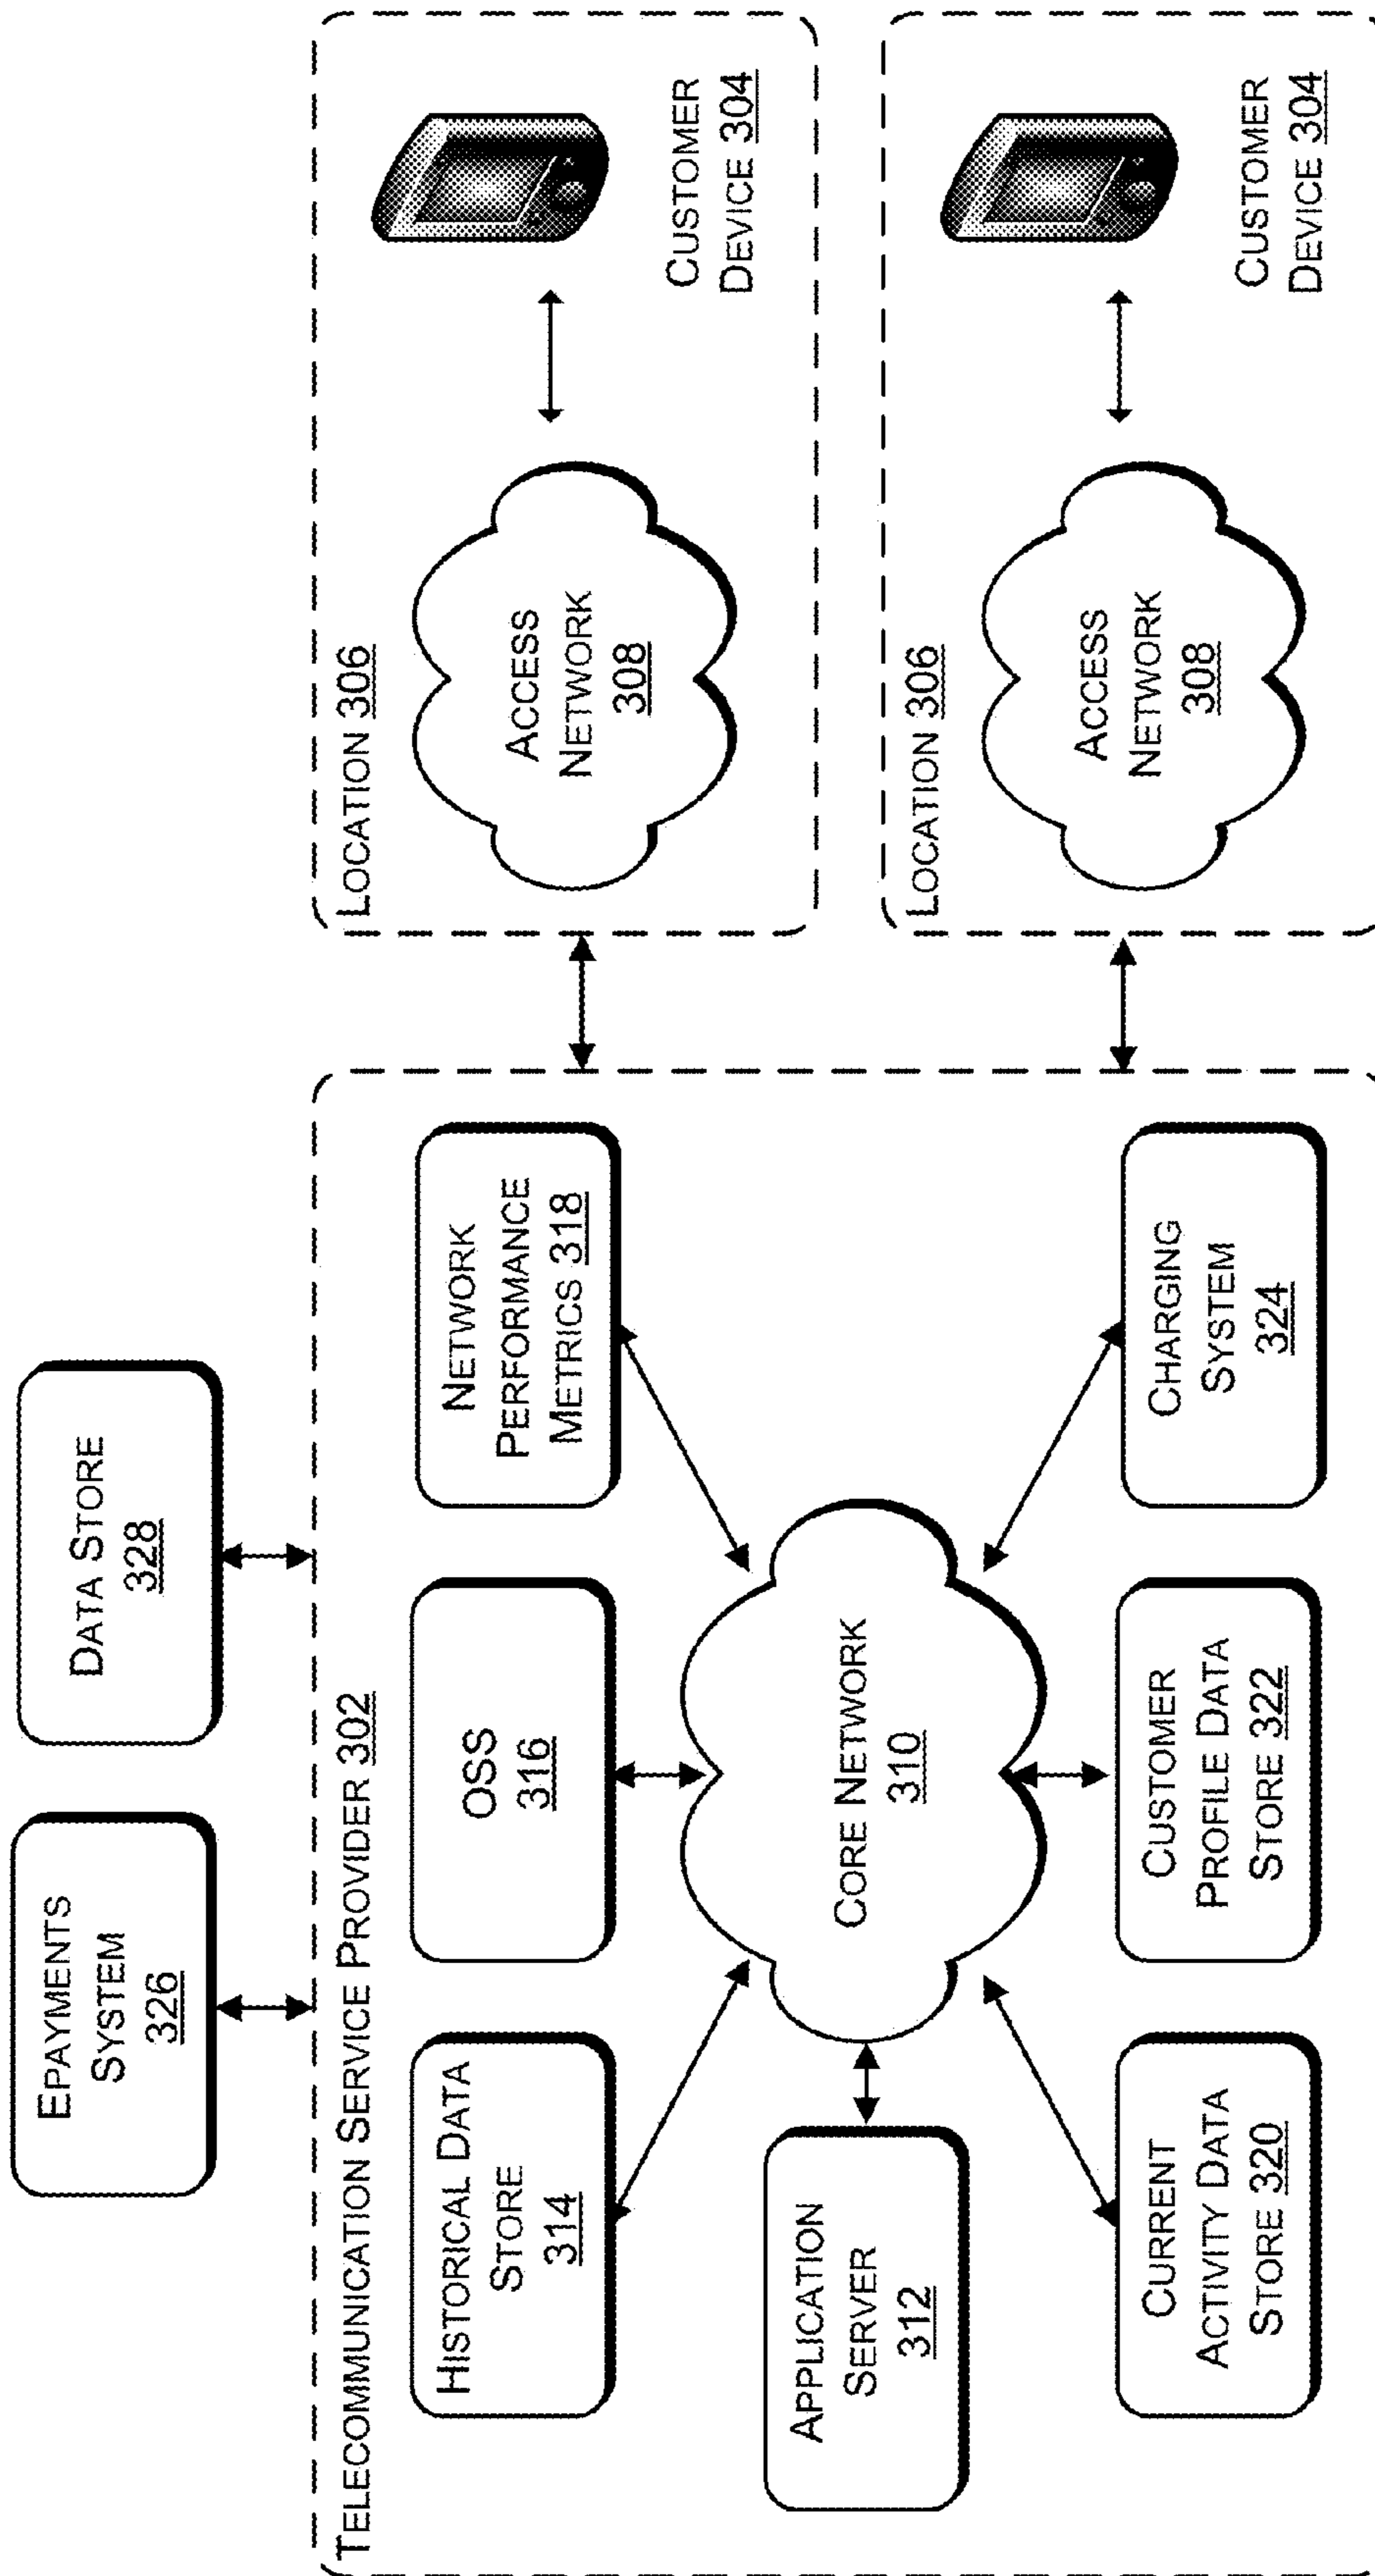 EPAYMENTS
SYSTEM
326
DATA STORE
328
TELECOMMUNICATION SERVICE PROVIDER 302
HISTORICAL DATA
STORE
314
OSS
316
NETWORK
PERFORMANCE
METRICS 318
APPLICATION
SERVER
312
CORE NETWORK
310
CURRENT
ACTIVITY DATA
STORE 320
CUSTOMER
PROFILE DATA
STORE 322
CHARGING
SYSTEM
324
LOCATION 306
ACCESS
NETWORK
308
CUSTOMER
DEVICE 304
LOCATION 306
ACCESS
NETWORK
308
CUSTOMER
DEVICE 304